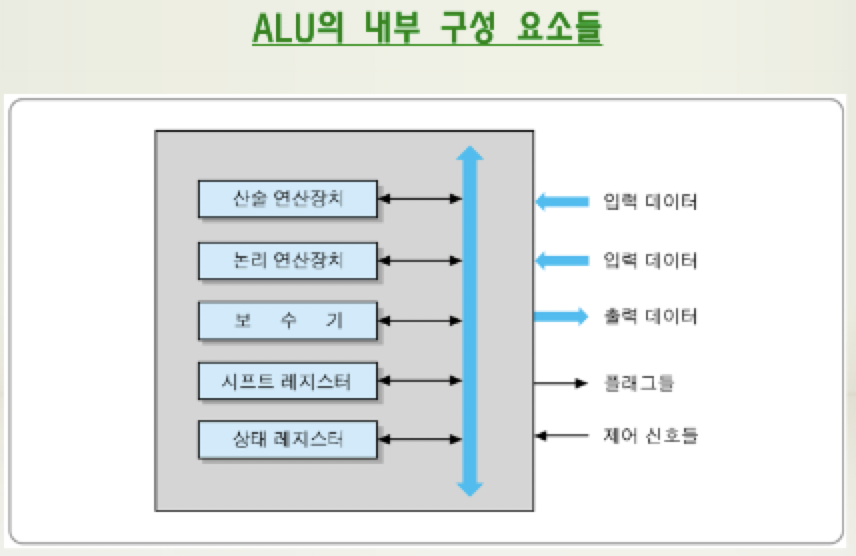 ALU의 내부 구성 요소들
산술 연산장치
논리 연산장치
보 수 기
시프트 레지스터
상태 레지스터
입력 데이터
입력 데이터
출력 데이터
플래그들
제어 신호들